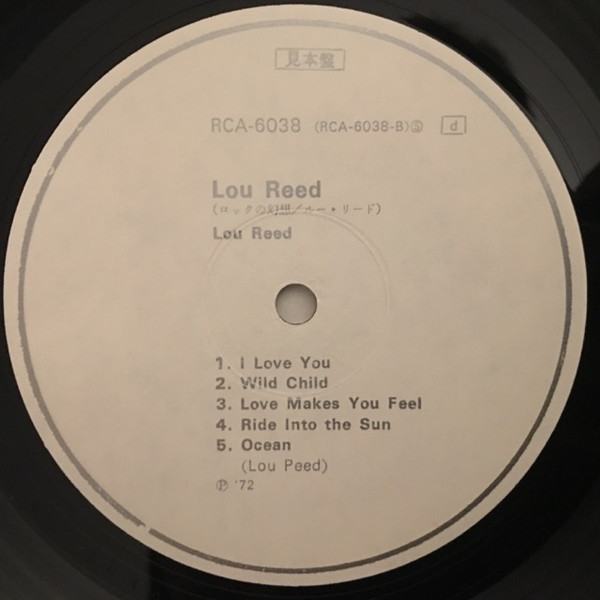 見本盤
RCA-6038 (RCA-6038-B)Ⓢ d
Lou Reed
(ロックの幻想/ルー・リード)
Lou Reed
1. I Love You
2. Wild Child
3. Love Makes You Feel
4. Ride Into the Sun
5. Ocean
(Lou Peed)
Ⓟ '72